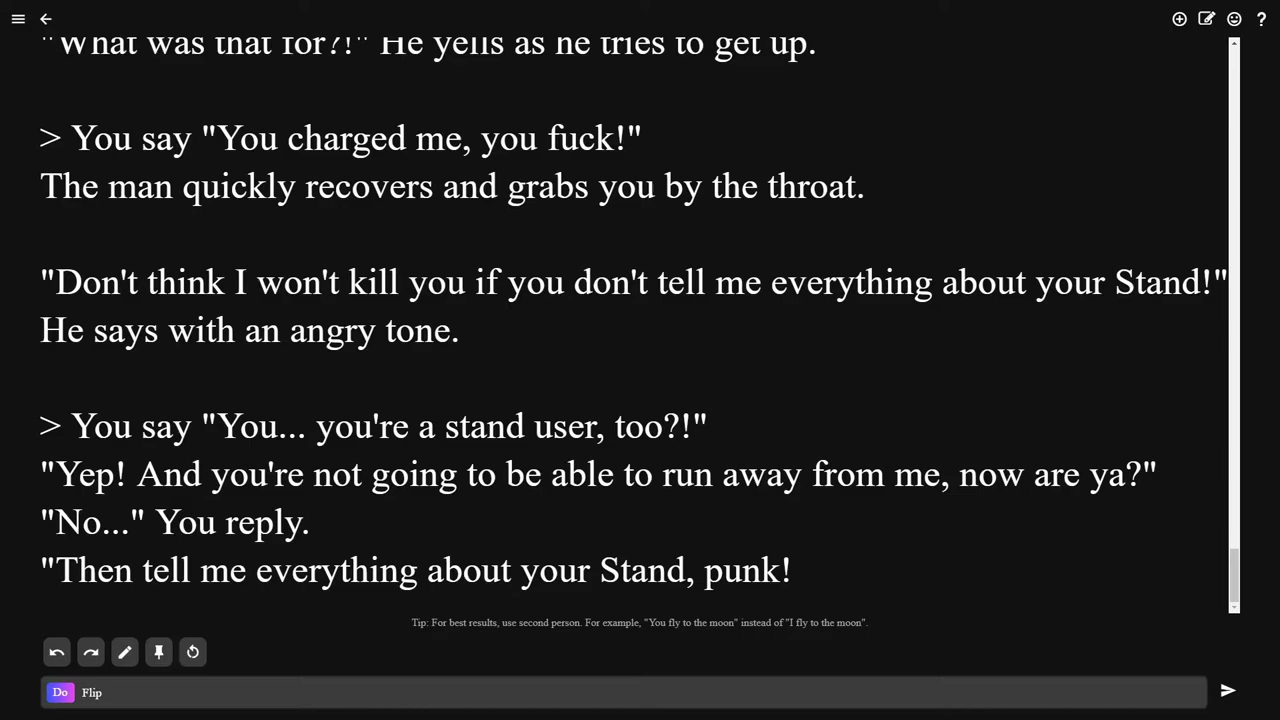 "What was that for?!" He yells as he tries to get up.
> You say "You charged me, you fuck!"
The man quickly recovers and grabs you by the throat.
"Don't think I won't kill you if you don't tell me everything about your Stand!"
He says with an angry tone.
> You say "You... you're a stand user, too?!"
"Yep! And you're not going to be able to run away from me, now are ya?"
"No..." You reply.
"Then tell me everything about your Stand, punk!
Tip: For best results, use second person. For example, "You fly to the moon" instead of "I fly to the moon".
Do Flip